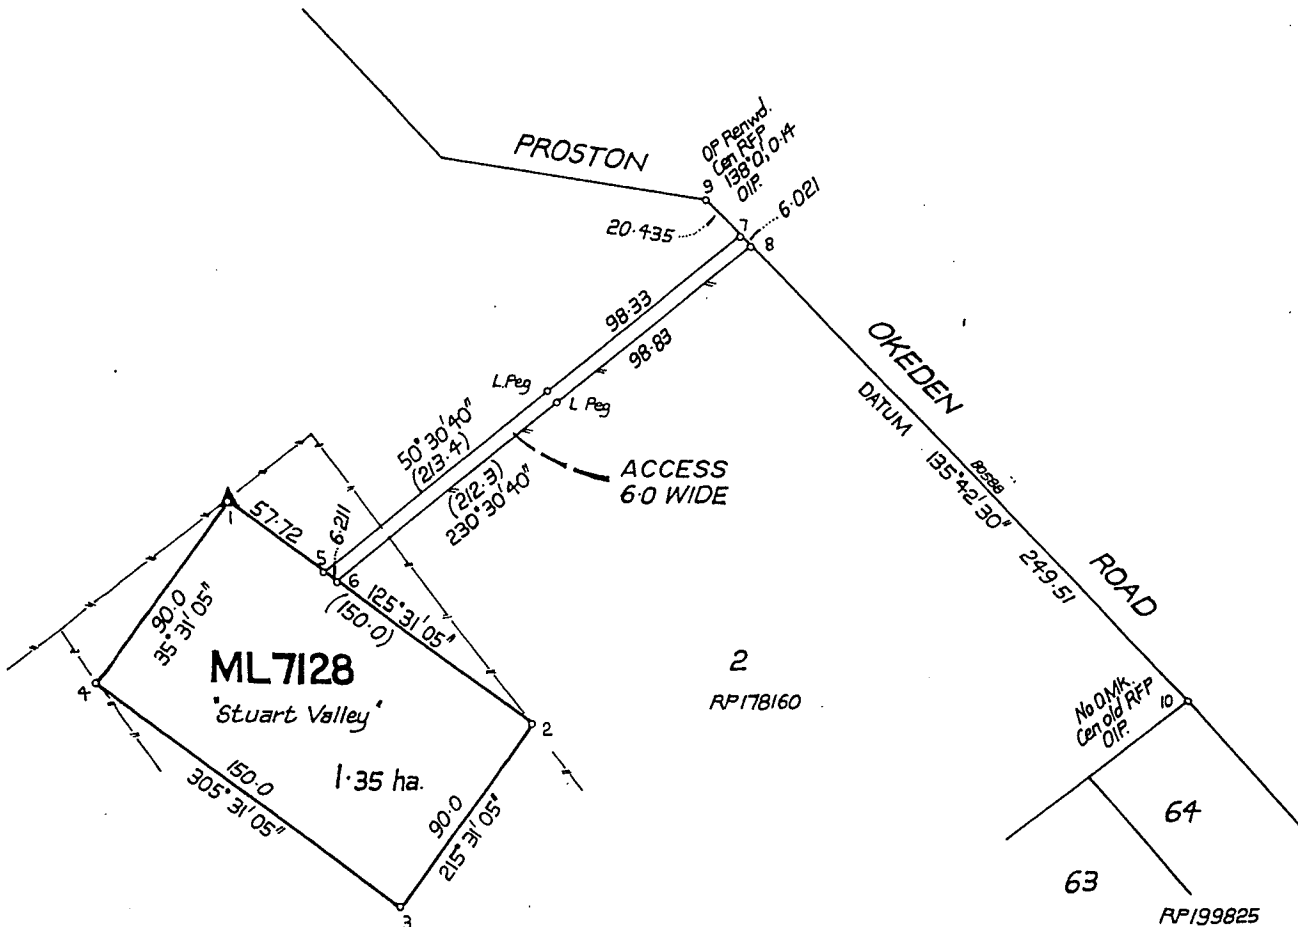 PROSTON
OP Renwd.
Cen RFP
138°0', 0·14
OIP.
9
7
6·021
8
20·435
98·33
98·83
L.Peg
L Peg
OKEDEN
DATUM
80588
135°42'30"
249·51
ROAD
50°30'40"
(213·4)
(212·3)
230°30'40"
ACCESS
6·0 WIDE
1
57·72
6·211
5
6
125°31'05"
(150·0)
90·0
35°31'05"
ML7128
"Stuart Valley"
1·35 ha.
4
2
150·0
305°31'05"
90·0
215°31'05"
3
2
RP178160
No O.Mk.
Cen old RFP
OIP.
10
64
63
RP199825